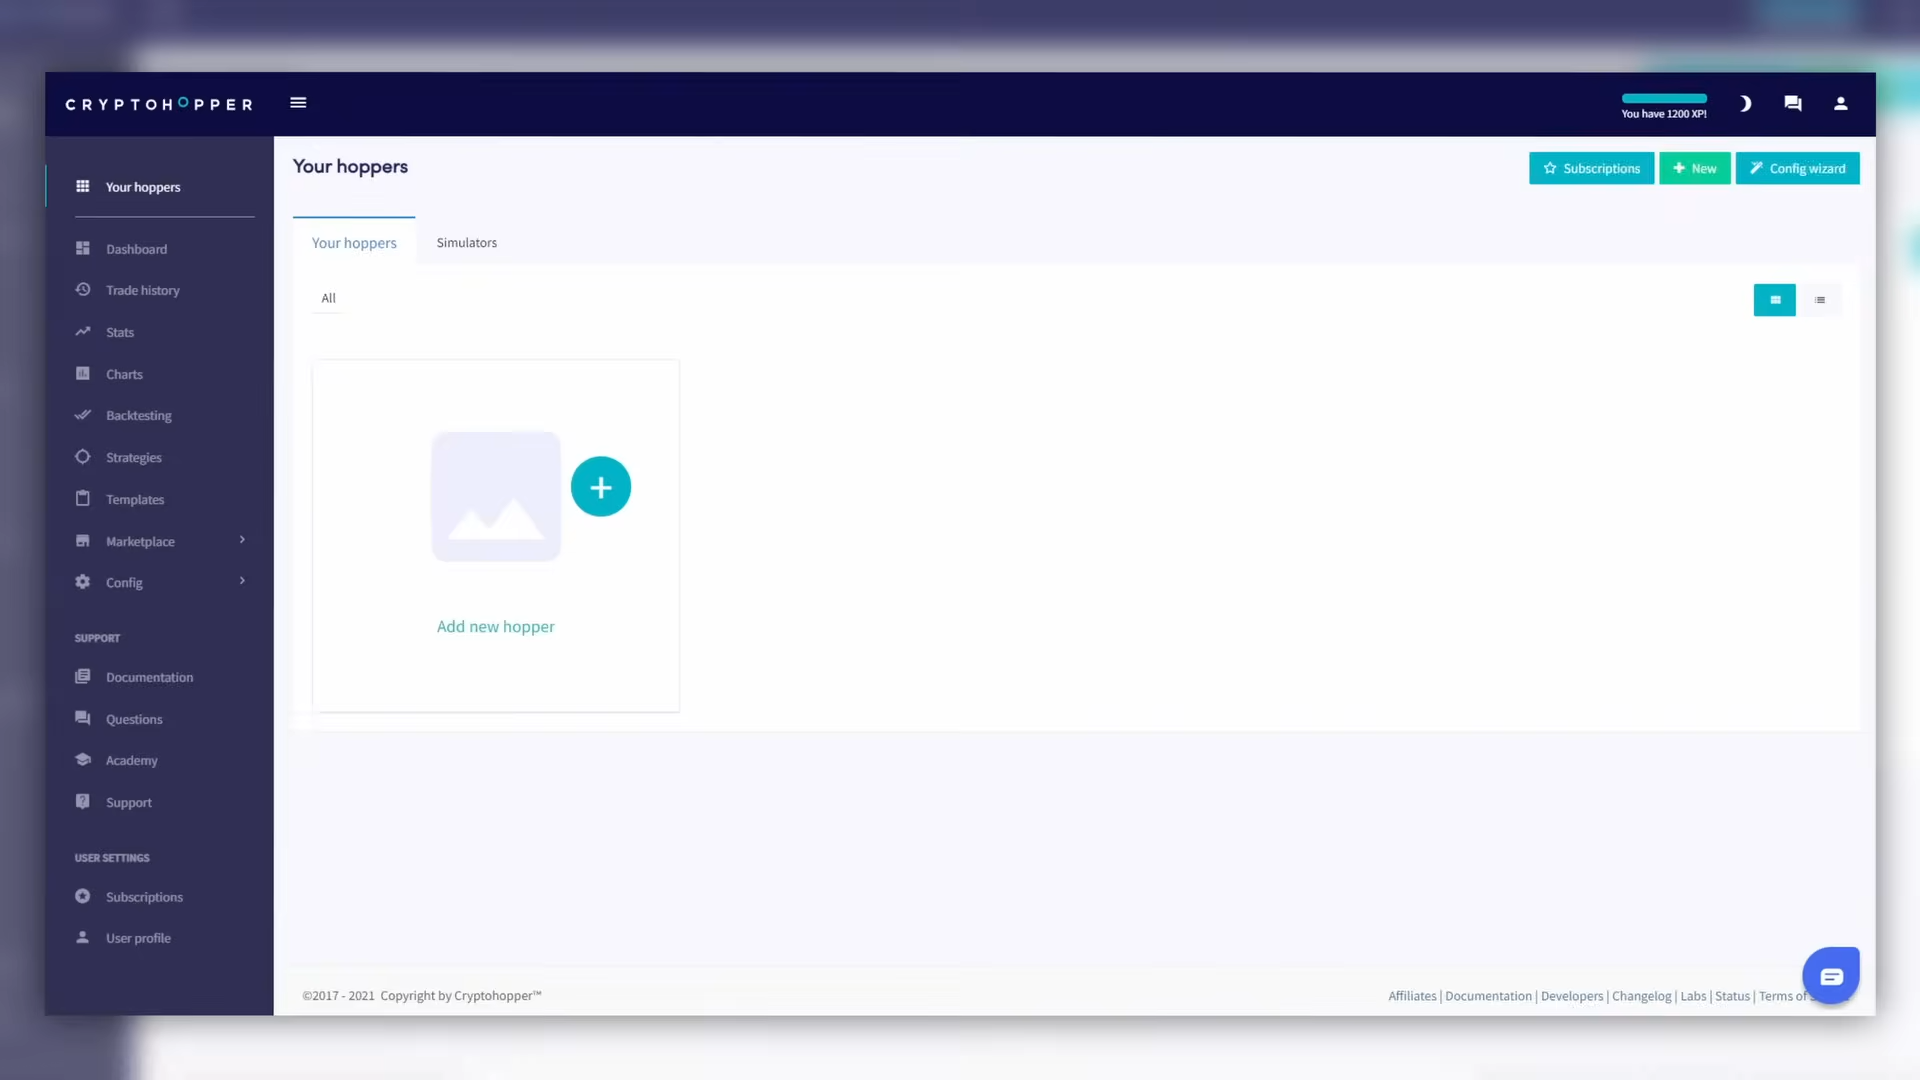 CRYPTOHOPPER
You have 1200 XP!
Your hoppers
Dashboard
Trade history
Stats
Charts
Backtesting
Strategies
Templates
Marketplace
Config
SUPPORT
Documentation
Questions
Academy
Support
USER SETTINGS
Subscriptions
User profile
Your hoppers
Subscriptions
New
Config wizard
Your hoppers
Simulators
All
Add new hopper
©2017 - 2021 Copyright by Cryptohopper™
Affiliates | Documentation | Developers | Changelog | Labs | Status | Terms of